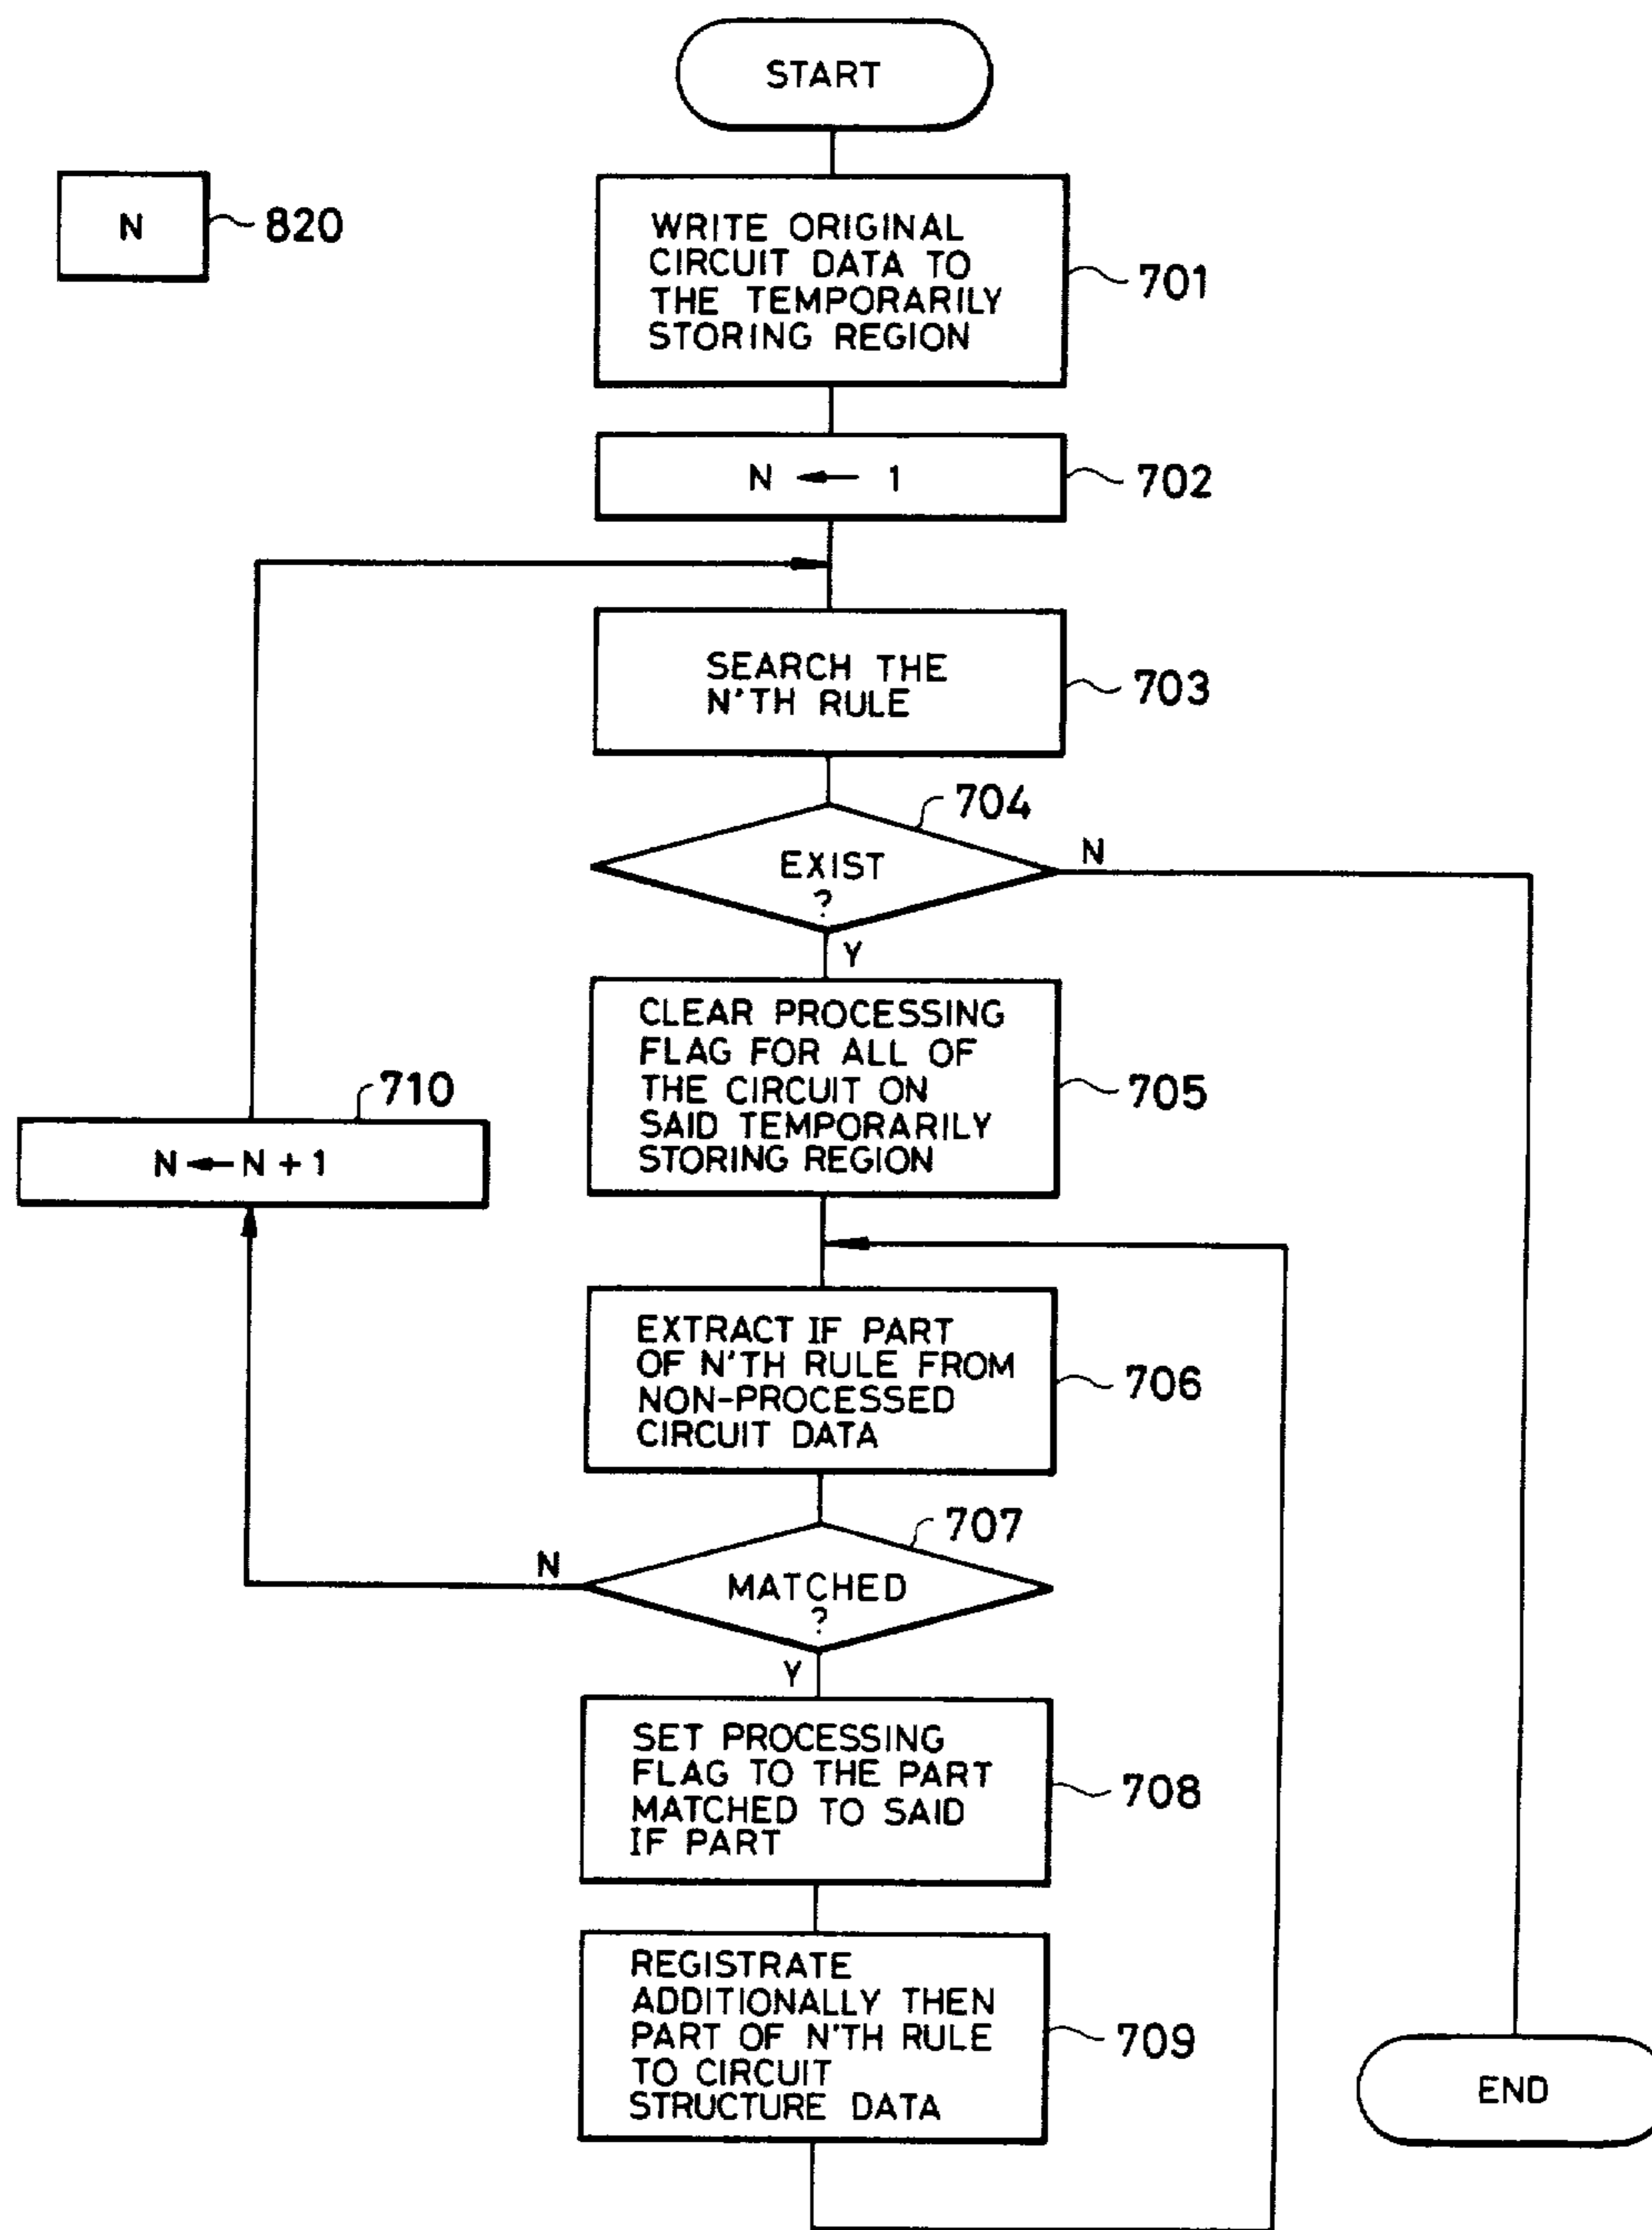 START
N
820
WRITE ORIGINAL
CIRCUIT DATA TO
THE TEMPORARILY
STORING REGION
701
N ← 1
702
SEARCH THE
N'TH RULE
703
704
EXIST
?
N
Y
CLEAR PROCESSING
FLAG FOR ALL OF
THE CIRCUIT ON
SAID TEMPORARILY
STORING REGION
705
710
N ← N + 1
EXTRACT IF PART
OF N'TH RULE FROM
NON-PROCESSED
CIRCUIT DATA
706
707
N
MATCHED
?
Y
SET PROCESSING
FLAG TO THE PART
MATCHED TO SAID
IF PART
708
REGISTRATE
ADDITIONALLY THEN
PART OF N'TH RULE
TO CIRCUIT
STRUCTURE DATA
709
END